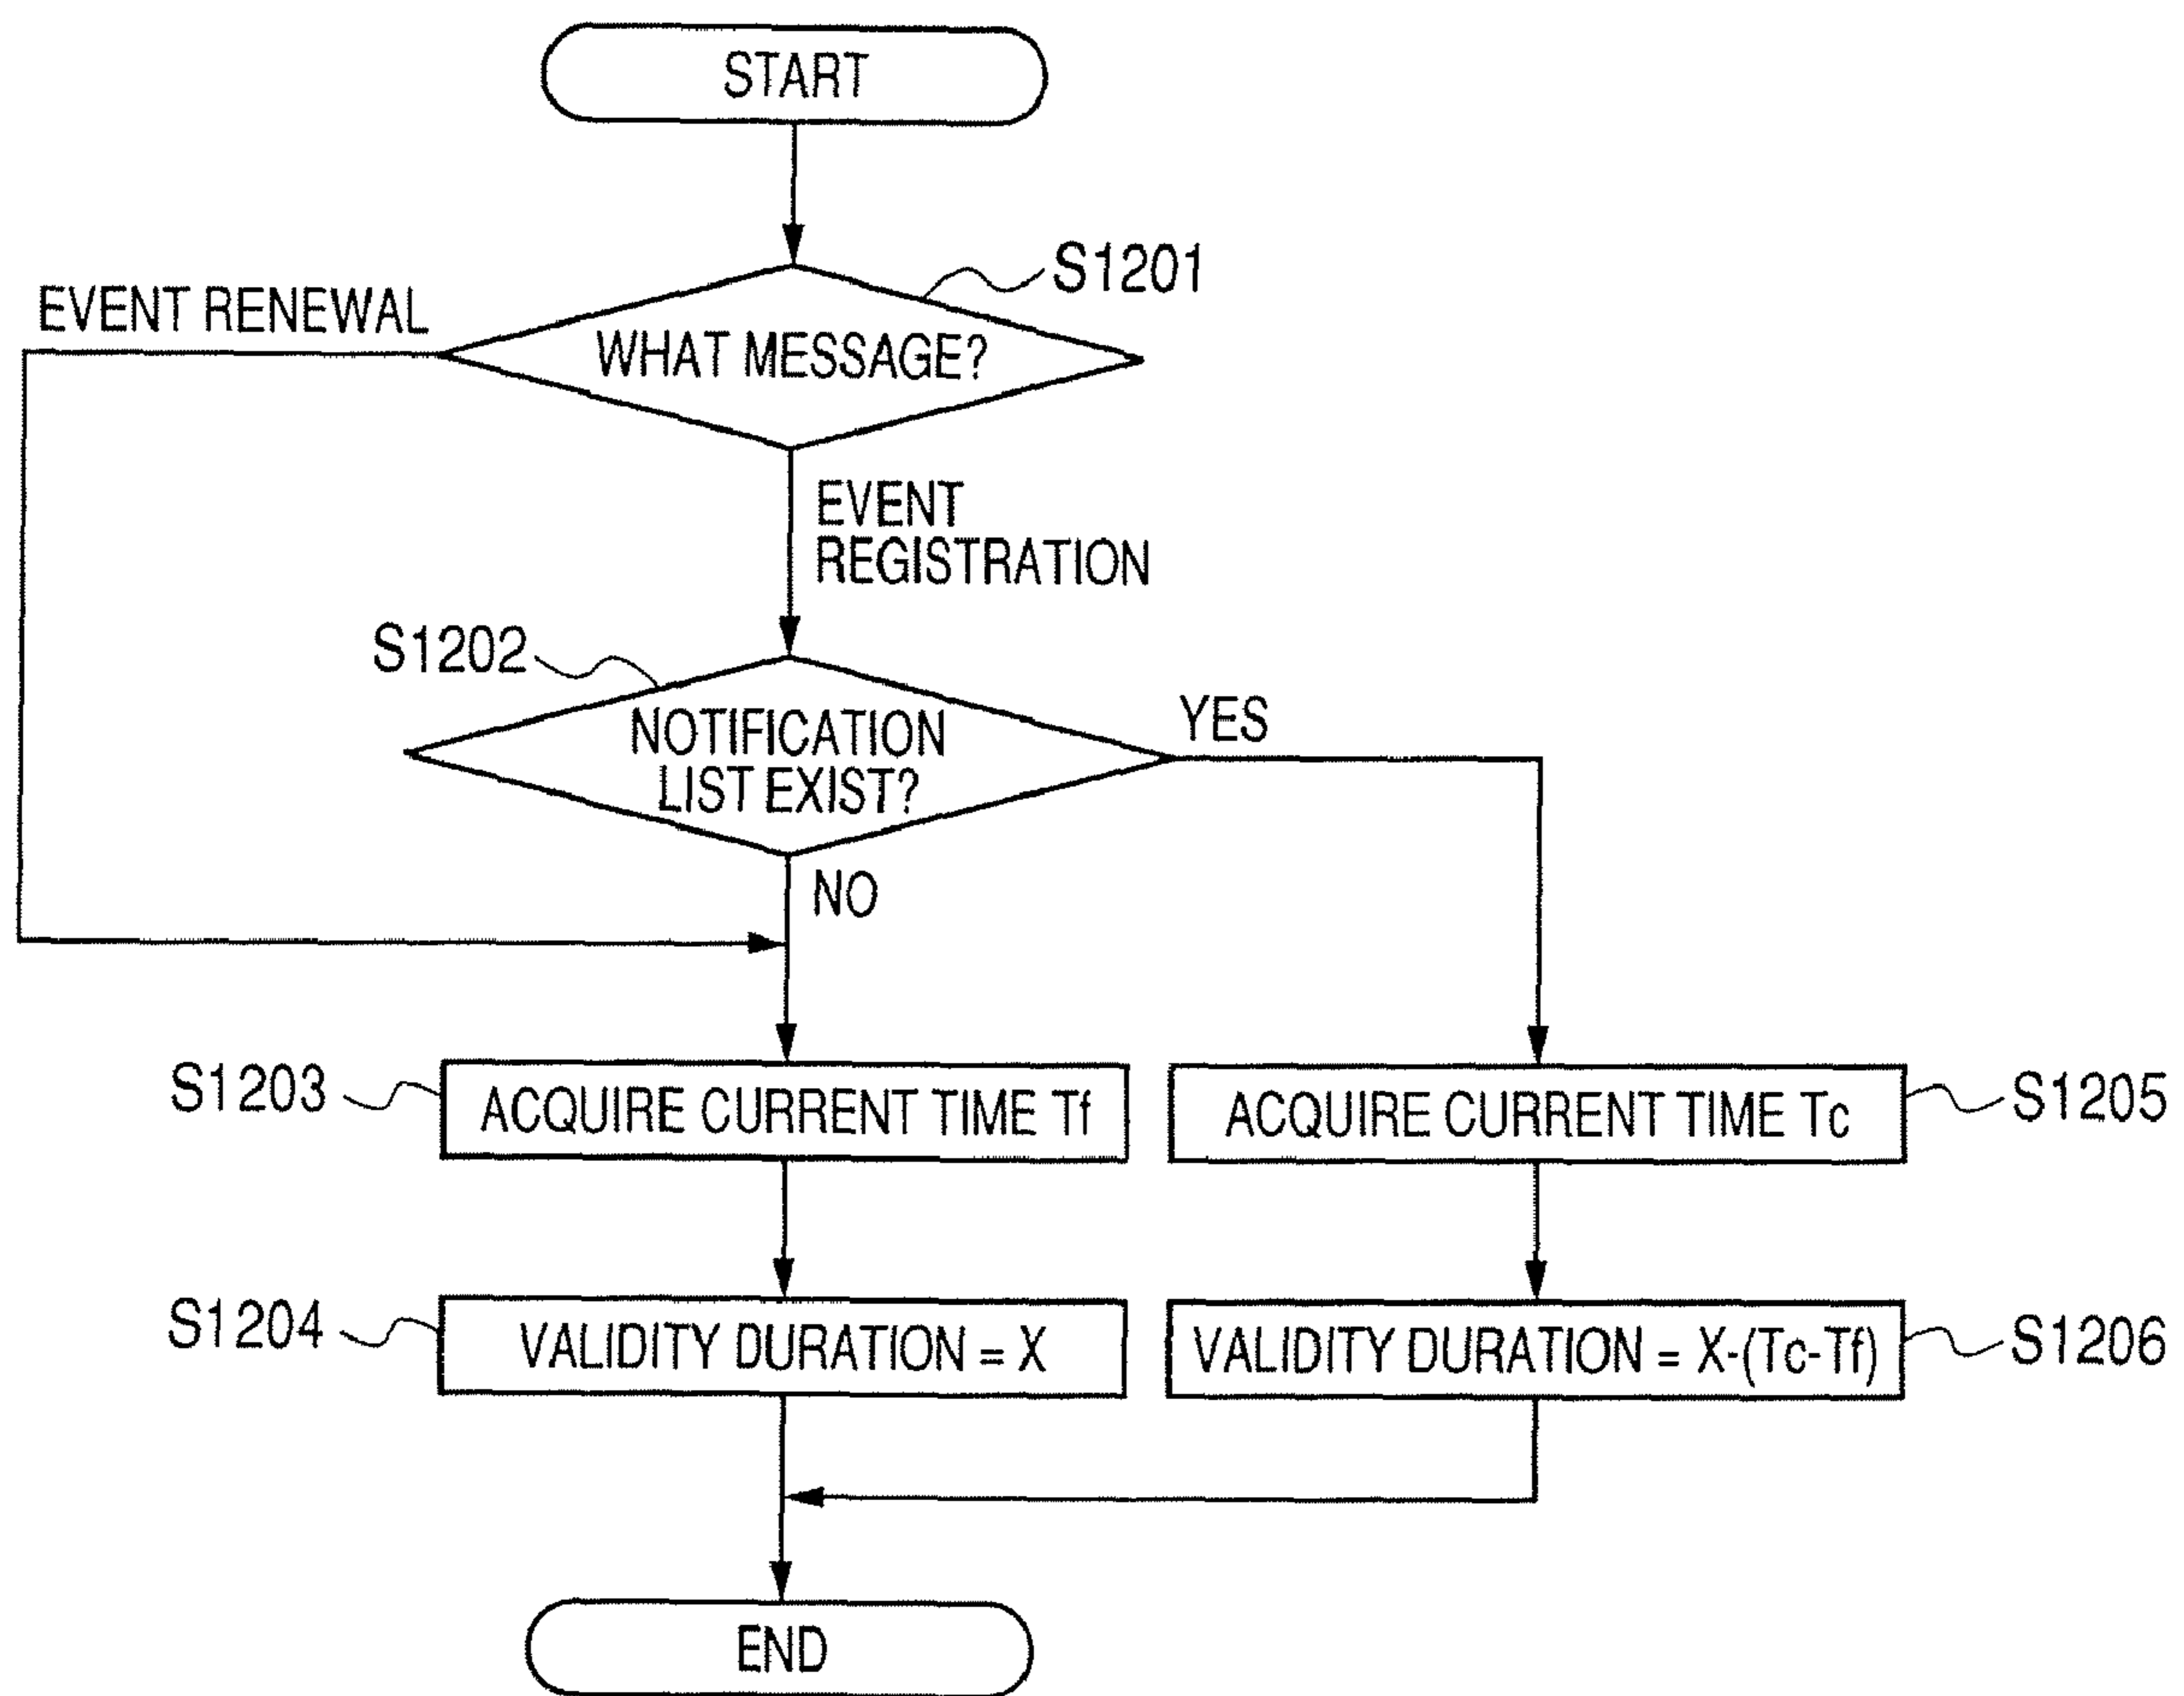 START
S1201
EVENT RENEWAL
WHAT MESSAGE?
EVENT
REGISTRATION
S1202
NOTIFICATION
LIST EXIST?
YES
NO
S1203
ACQUIRE CURRENT TIME Tf
ACQUIRE CURRENT TIME Tc
S1205
S1204
VALIDITY DURATION = X
VALIDITY DURATION = X-(Tc-Tf)
S1206
END